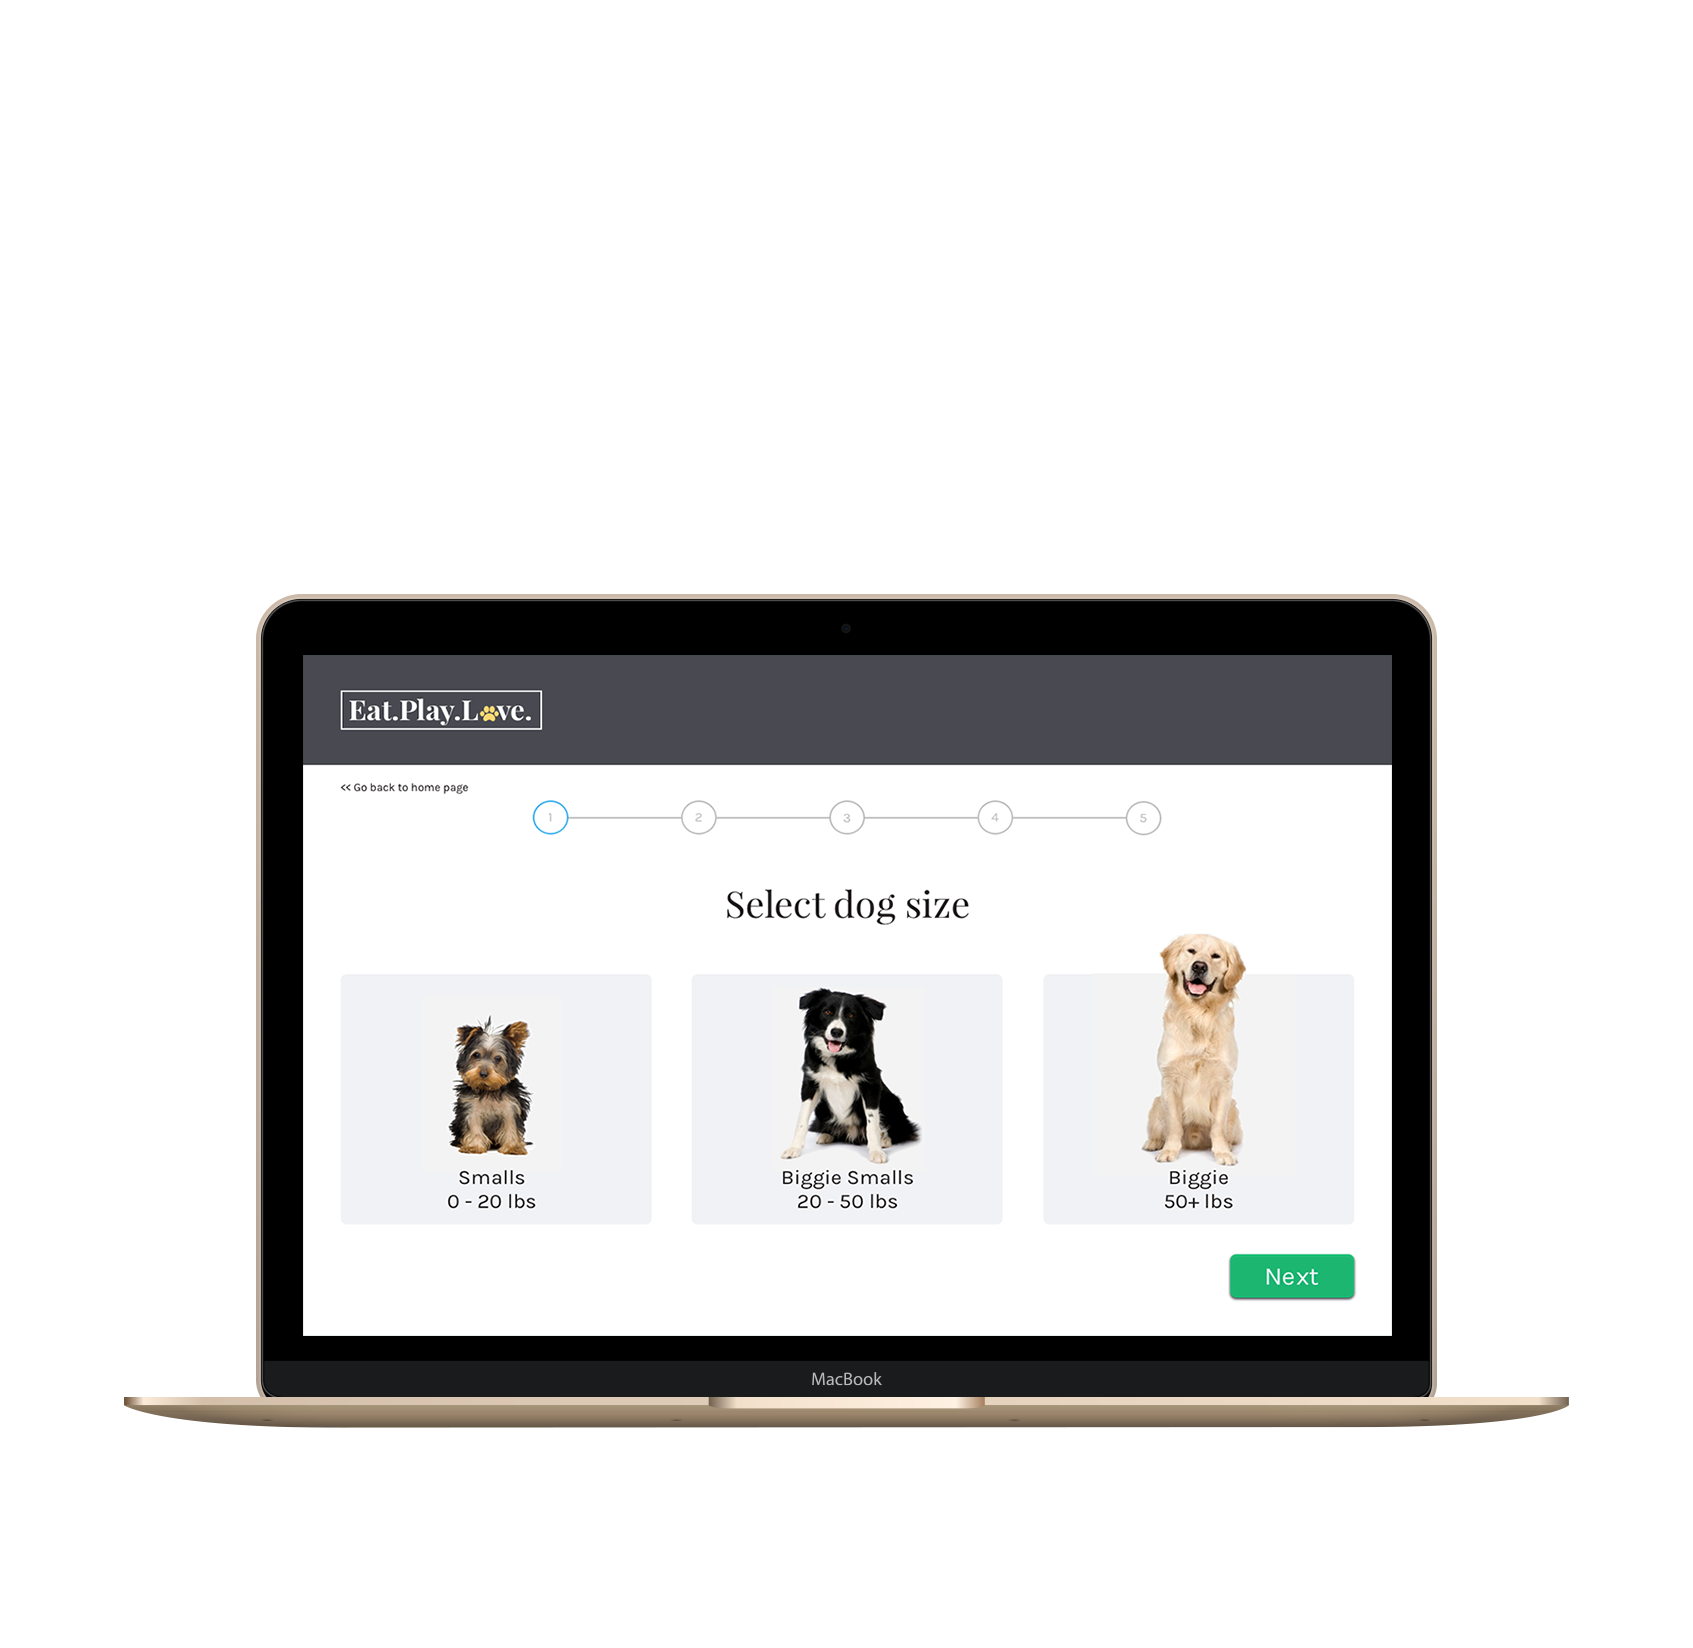 Eat.Play.Love.
<< Go back to home page
1 2 3 4 5
Select dog size
Smalls
0 - 20 lbs
Biggie Smalls
20 - 50 lbs
Biggie
50+ lbs
Next
MacBook